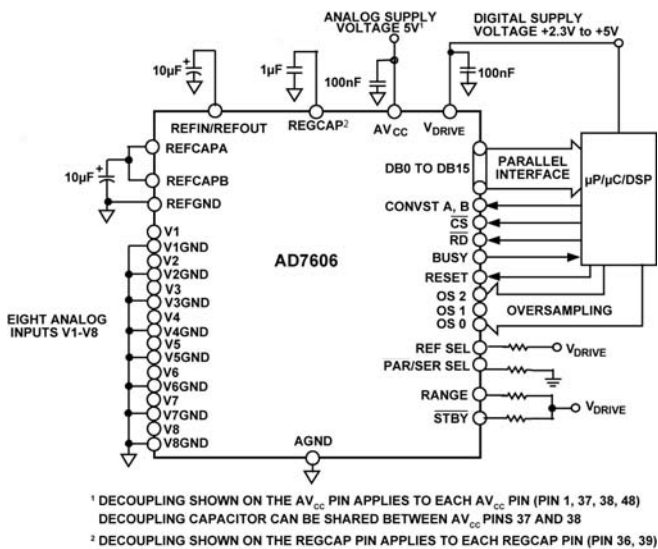 ANALOG SUPPLY
VOLTAGE 5V¹
DIGITAL SUPPLY
VOLTAGE +2.3V to +5V
10µF
+
1µF
100nF
100nF
REFIN/REFOUT
REGCAP²
AVCC
VDRIVE
REFCAPA
10µF
+
REFCAPB
REFGND
DB0 TO DB15
PARALLEL
INTERFACE
µP/µC/DSP
CONVST A, B
CS
RD
BUSY
RESET
OS 2
OS 1
OS 0
OVERSAMPLING
V1
V1GND
V2
V2GND
V3
V3GND
V4
V4GND
V5
V5GND
V6
V6GND
V7
V7GND
V8
V8GND
AD7606
EIGHT ANALOG
INPUTS V1-V8
REF SEL
VDRIVE
PAR/SER SEL
RANGE
STBY
VDRIVE
AGND
¹ DECOUPLING SHOWN ON THE AVCC PIN APPLIES TO EACH AVCC PIN (PIN 1, 37, 38, 48)
DECOUPLING CAPACITOR CAN BE SHARED BETWEEN AVCC PINS 37 AND 38
² DECOUPLING SHOWN ON THE REGCAP PIN APPLIES TO EACH REGCAP PIN (PIN 36, 39)